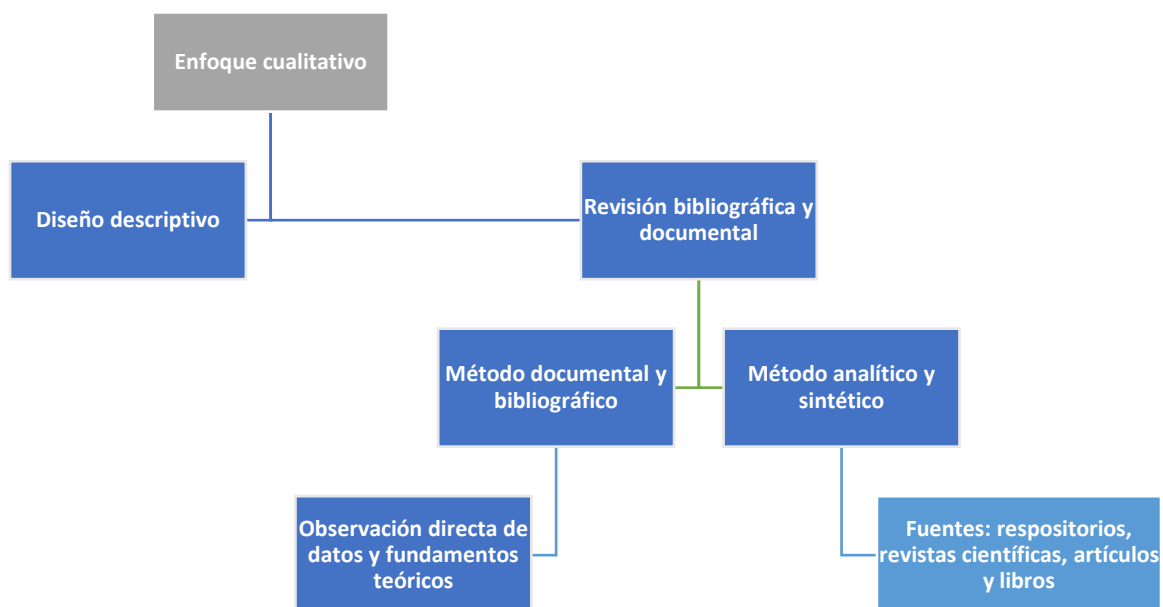 Enfoque cualitativo
Diseño descriptivo
Revisión bibliográfica y
documental
Método documental y
bibliográfico
Método analítico y
sintético
Observación directa de
datos y fundamentos
teóricos
Fuentes: respositorios,
revistas científicas, artículos
y libros